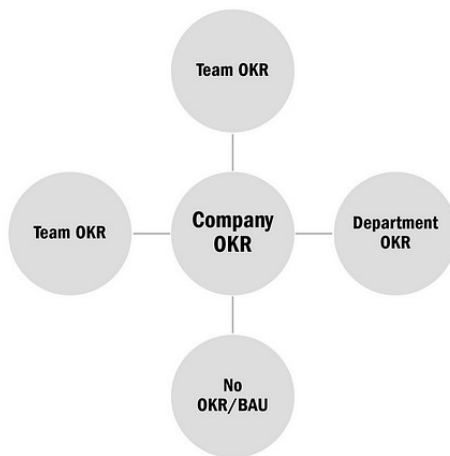 Team OKR
Team OKR
Company
OKR
Department
OKR
No
OKR/BAU